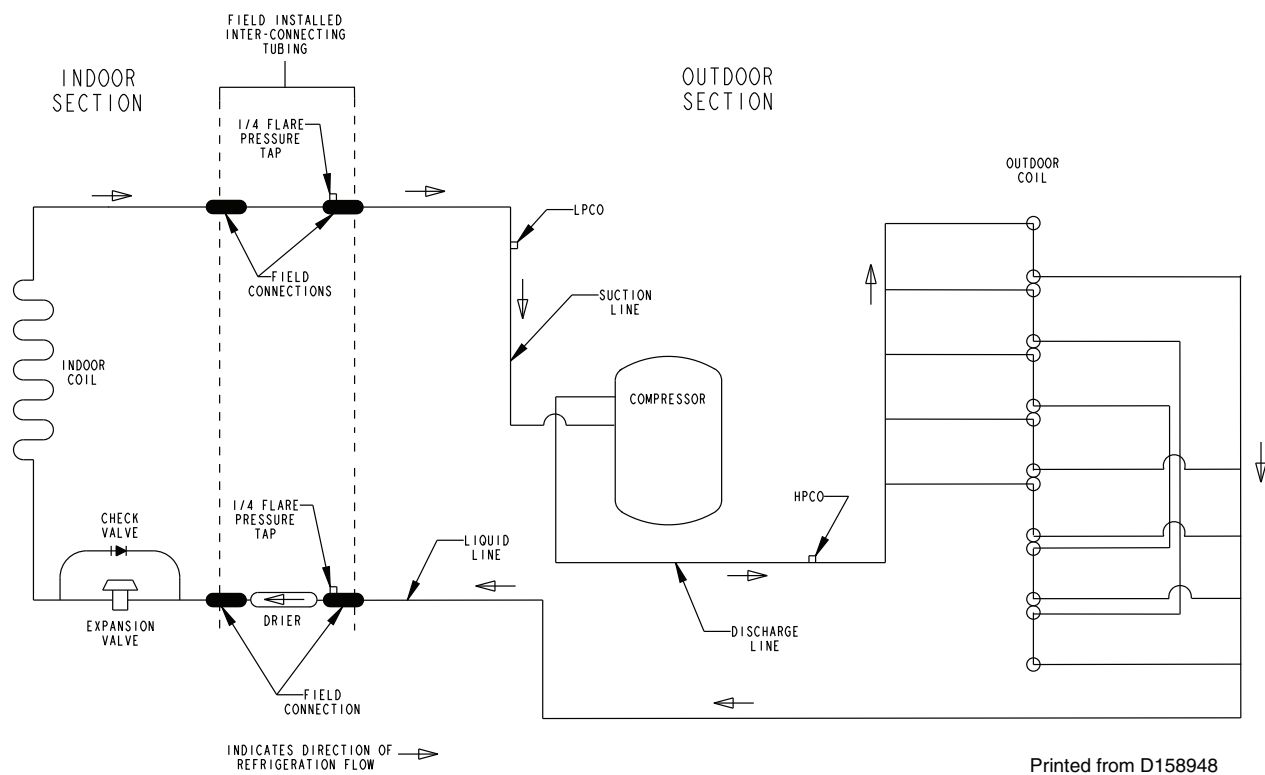 FIELD INSTALLED
INTER-CONNECTING
TUBING
INDOOR
SECTION
OUTDOOR
SECTION
1/4 FLARE
PRESSURE
TAP
OUTDOOR
COIL
LPCO
FIELD
CONNECTIONS
SUCTION
LINE
INDOOR
COIL
COMPRESSOR
1/4 FLARE
PRESSURE
TAP
HPCO
CHECK
VALVE
LIQUID
LINE
EXPANSION
VALVE
DRIER
DISCHARGE
LINE
FIELD
CONNECTION
INDICATES DIRECTION OF
REFRIGERATION FLOW
Printed from D158948